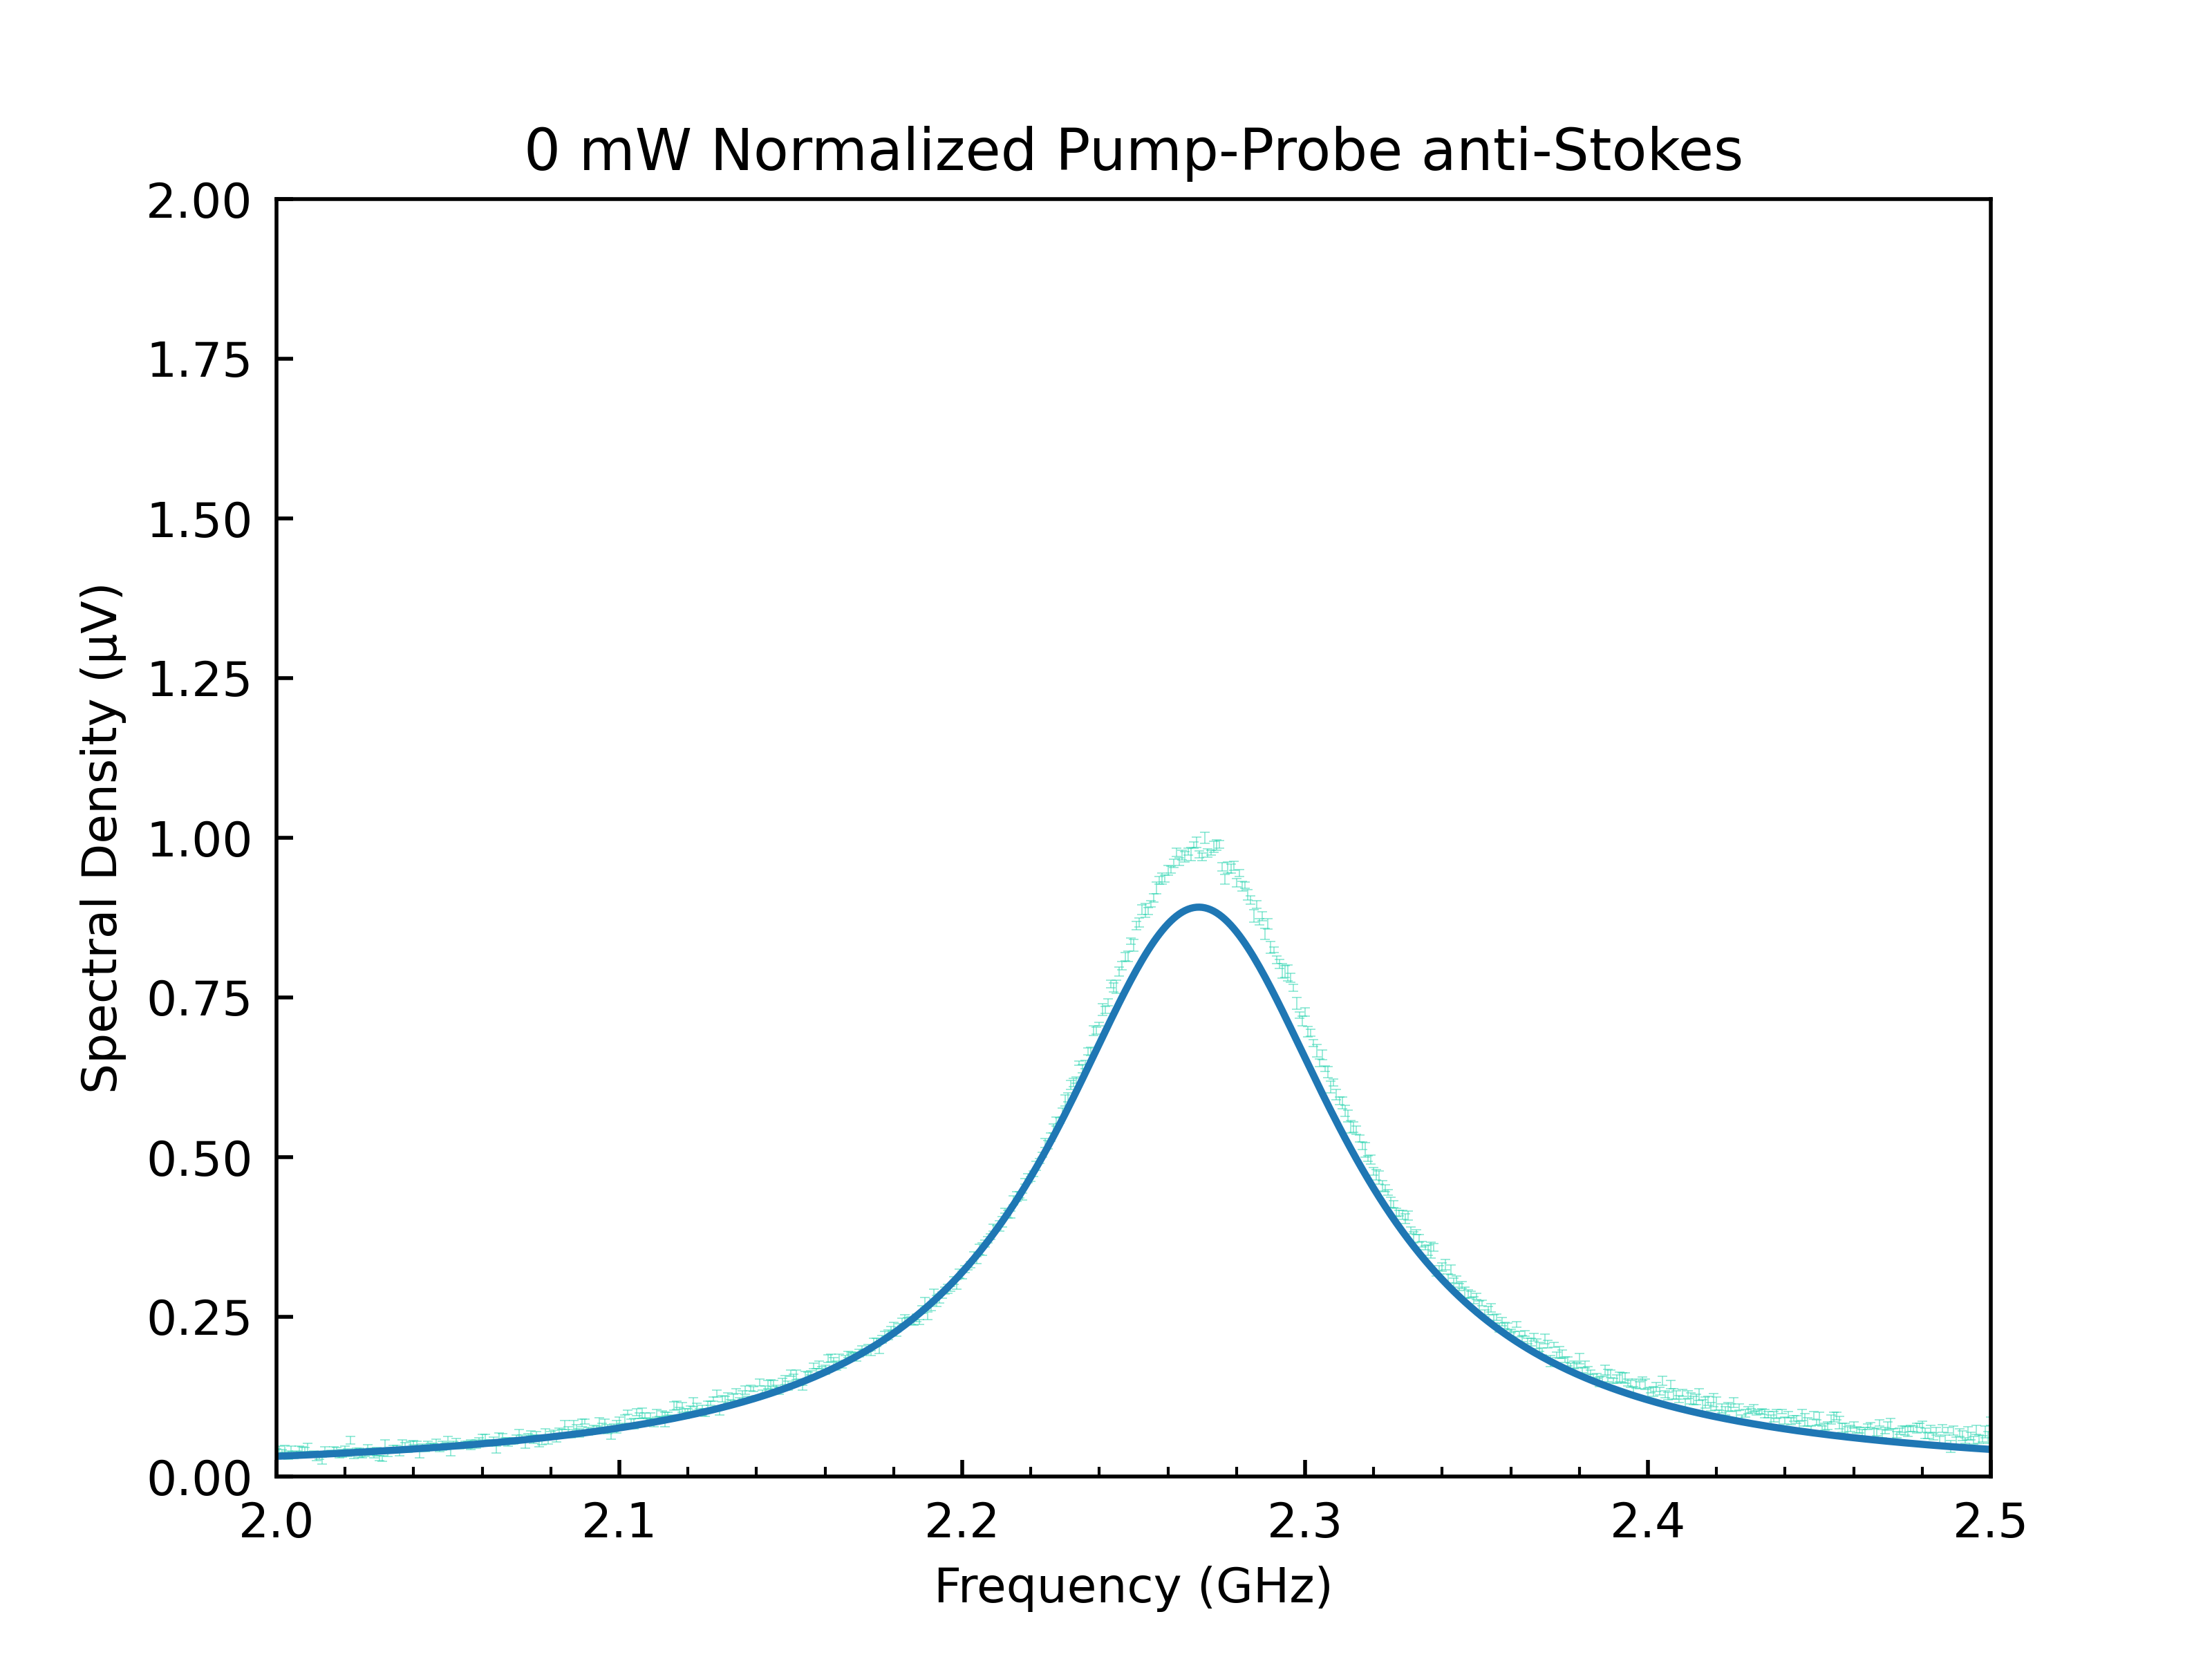 0 mW Normalized Pump-Probe anti-Stokes
2.00
1.75
1.50
1.25
1.00
0.75
0.50
0.25
0.00
Spectral Density (μV)
2.0 2.1 2.2 2.3 2.4 2.5
Frequency (GHz)